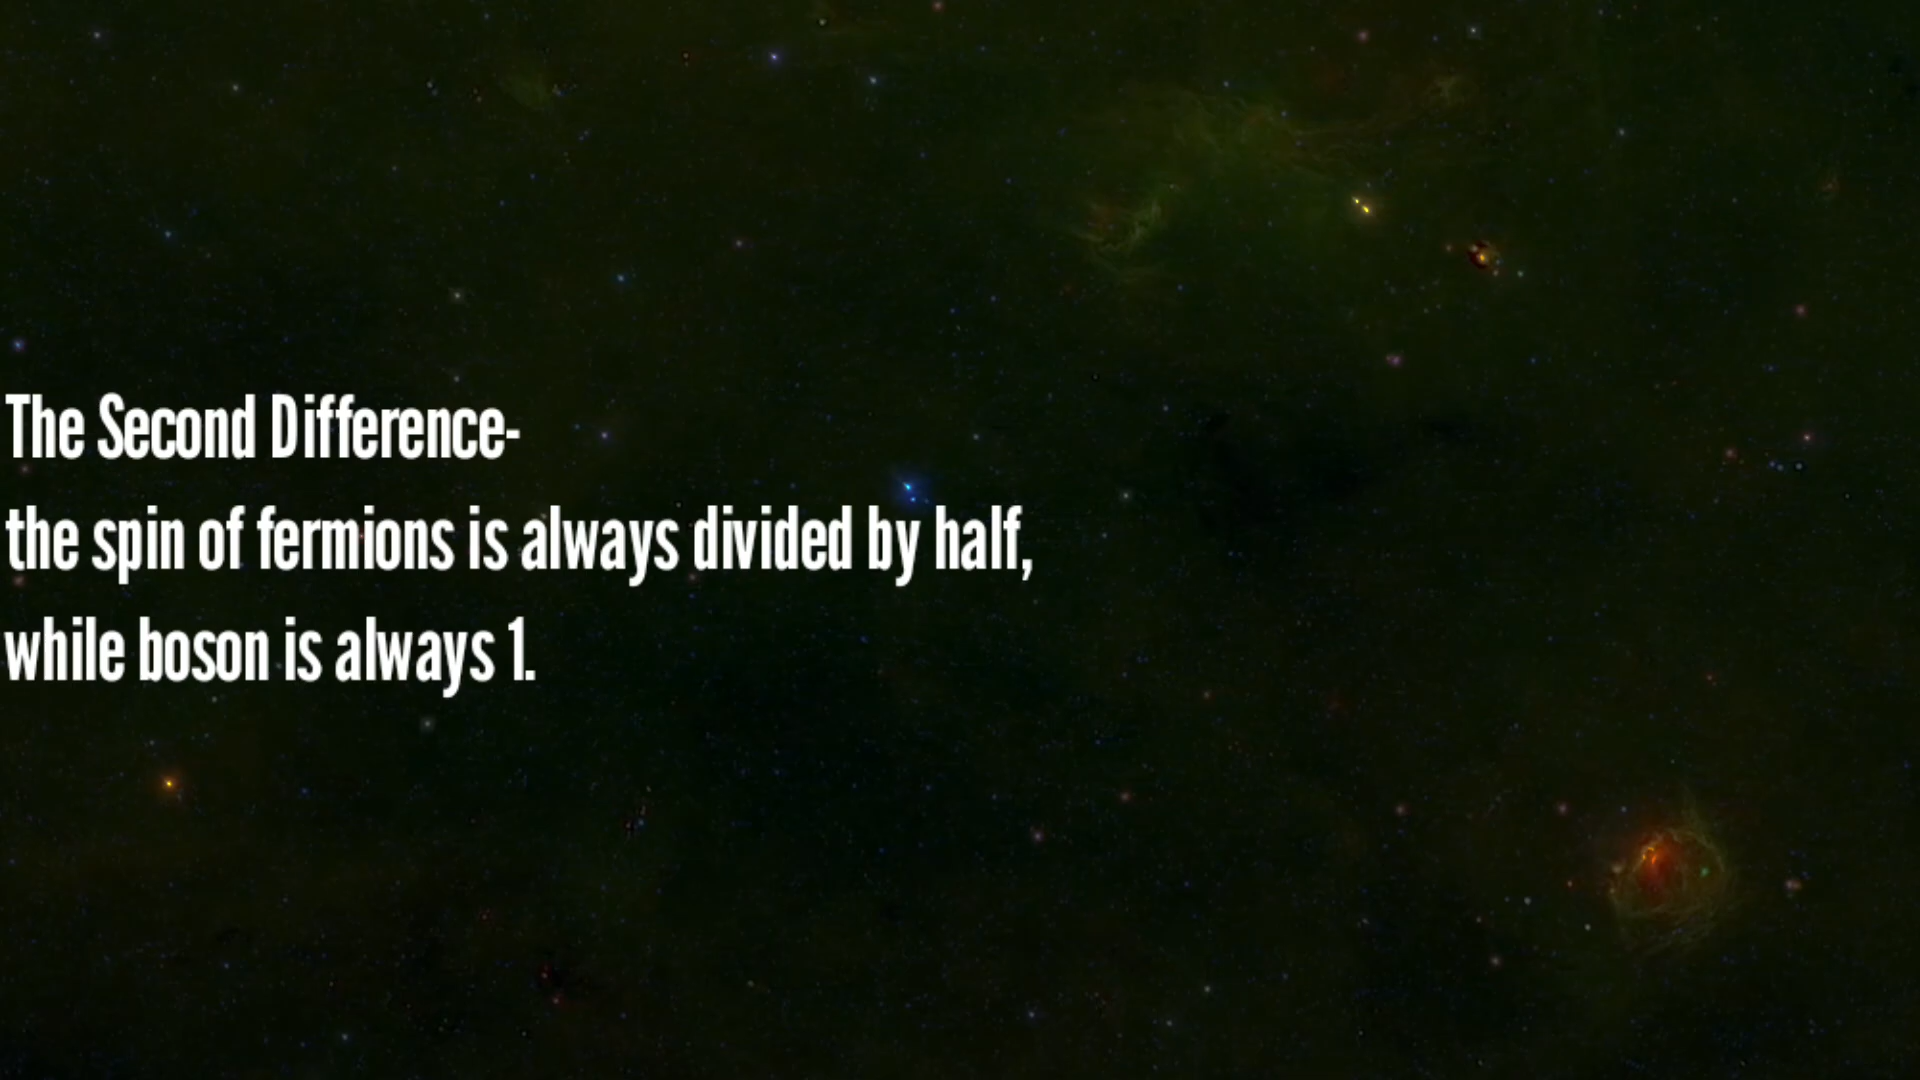 The Second Difference-
the spin of fermions is always divided by half,
while boson is always 1.